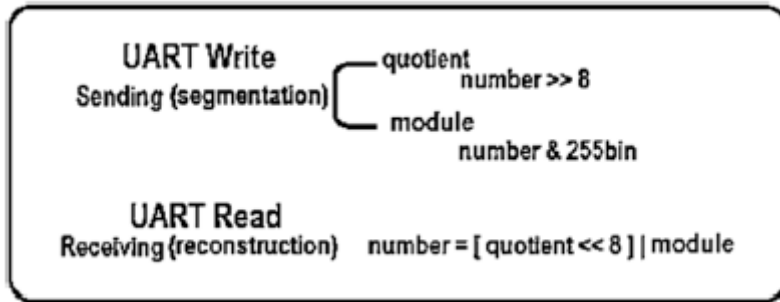 UART Write
Sending (segmentation)
quotient
number >> 8
module
number & 255bin
UART Read
Receiving (reconstruction)
number = [ quotient << 8 ] | module